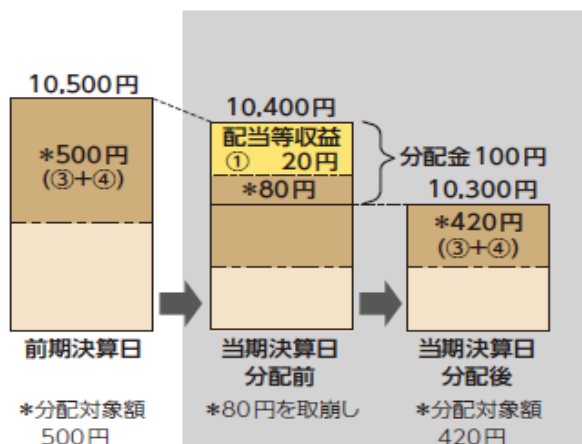 10,500円
*500円
(③+④)
前期決算日
*分配対象額
500円
10,400円
配当等収益
① 20円
*80円
分配金100円
当期決算日
分配前
*80円を取崩し
10,300円
*420円
(③+④)
当期決算日
分配後
*分配対象額
420円